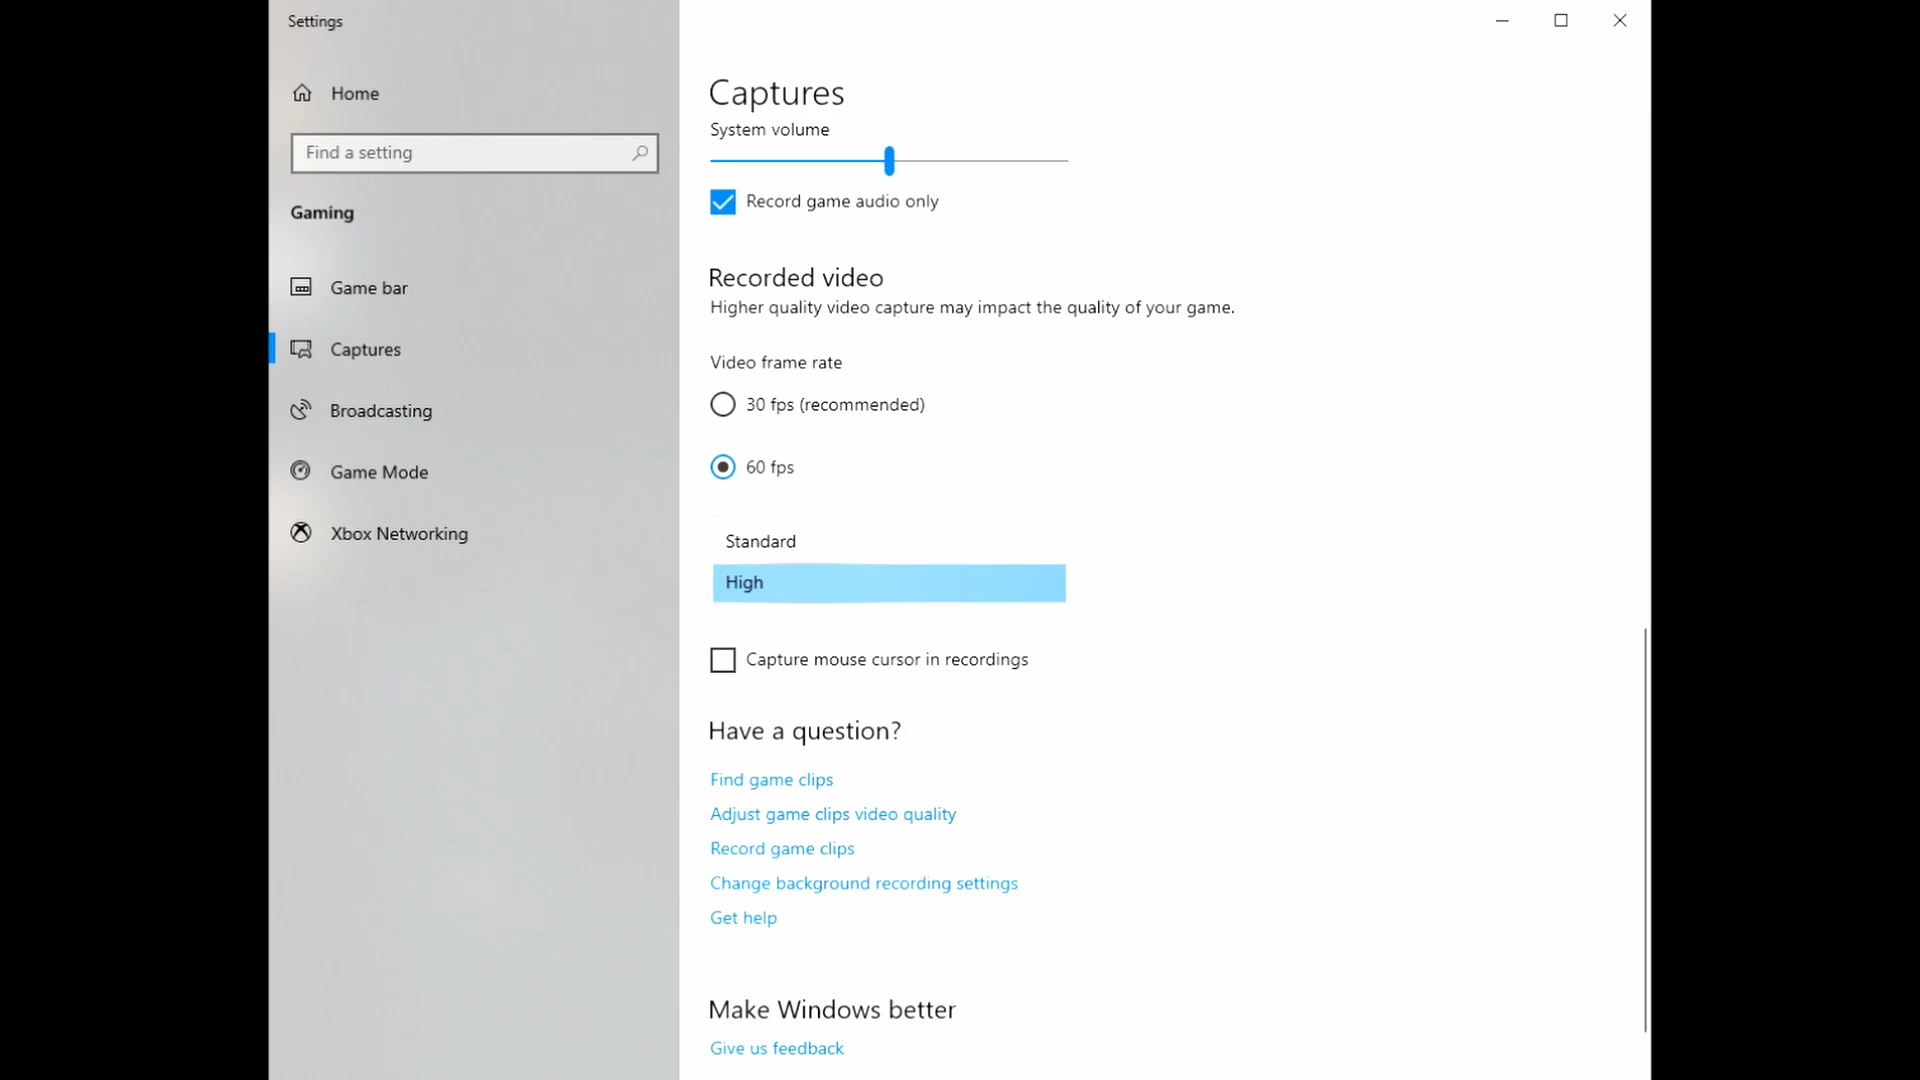 Settings
Home
Find a setting
Gaming
Game bar
Captures
Broadcasting
Game Mode
Xbox Networking
Captures
System volume
Record game audio only
Recorded video
Higher quality video capture may impact the quality of your game.
Video frame rate
30 fps (recommended)
60 fps
Standard
High
Capture mouse cursor in recordings
Have a question?
Find game clips
Adjust game clips video quality
Record game clips
Change background recording settings
Get help
Make Windows better
Give us feedback